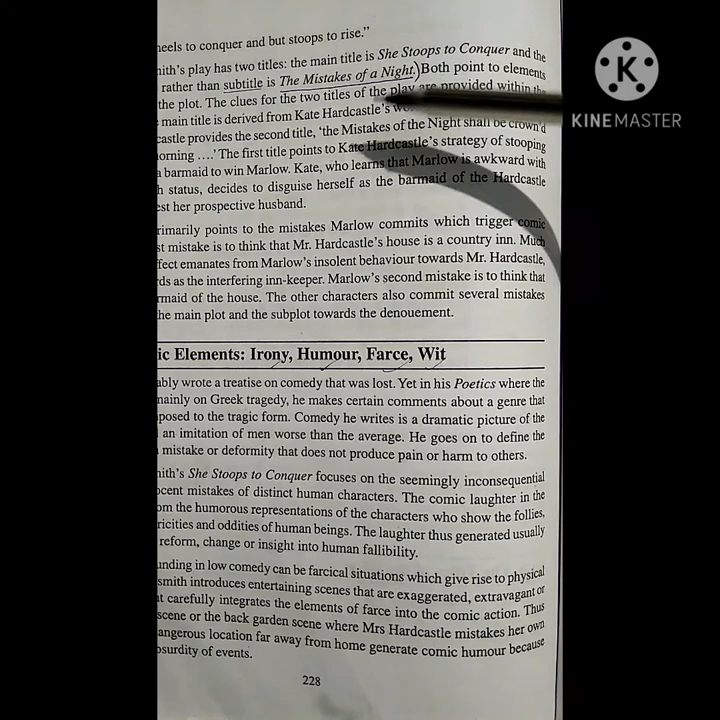 heels to conquer and but stoops to rise."
mith's play has two titles: the main title is She Stoops to Conquer and the
rather than subtitle is The Mistakes of a Night.) Both point to elements
the plot. The clues for the two titles of the play are provided within the
main title is derived from Kate Hardcastle's
castle provides the second title, 'the Mistakes of the Night shall be crown'd
orning ....' The first title points to Kate Hardcastle's strategy of stooping
a barmaid to win Marlow. Kate, who learns that Marlow is awkward with
h status, decides to disguise herself as the barmaid of the Hardcastle
est her prospective husband.
rimarily points to the mistakes Marlow commits which trigger comic
st mistake is to think that Mr. Hardcastle's house is a country inn. Much
ffect emanates from Marlow's insolent behaviour towards Mr. Hardcastle,
rds as the interfering inn-keeper. Marlow's second mistake is to think that
rmaid of the house. The other characters also commit several mistakes
he main plot and the subplot towards the denouement.
ic Elements: Irony, Humour, Farce, Wit
ably wrote a treatise on comedy that was lost. Yet in his Poetics where the
mainly on Greek tragedy, he makes certain comments about a genre that
posed to the tragic form. Comedy he writes is a dramatic picture of the
an imitation of men worse than the average. He goes on to define the
mistake or deformity that does not produce pain or harm to others.
mith's She Stoops to Conquer focuses on the seemingly inconsequential
ocent mistakes of distinct human characters. The comic laughter in the
om the humorous representations of the characters who show the follies,
ricities and oddities of human beings. The laughter thus generated usually
reform, change or insight into human fallibility.
unding in low comedy can be farcical situations which give rise to physical
smith introduces entertaining scenes that are exaggerated, extravagant or
t carefully integrates the elements of farce into the comic action. Thus
scene or the back garden scene where Mrs Hardcastle mistakes her own
angerous location far away from home generate comic humour because
bsurdity of events.
228
K
KINEMASTER